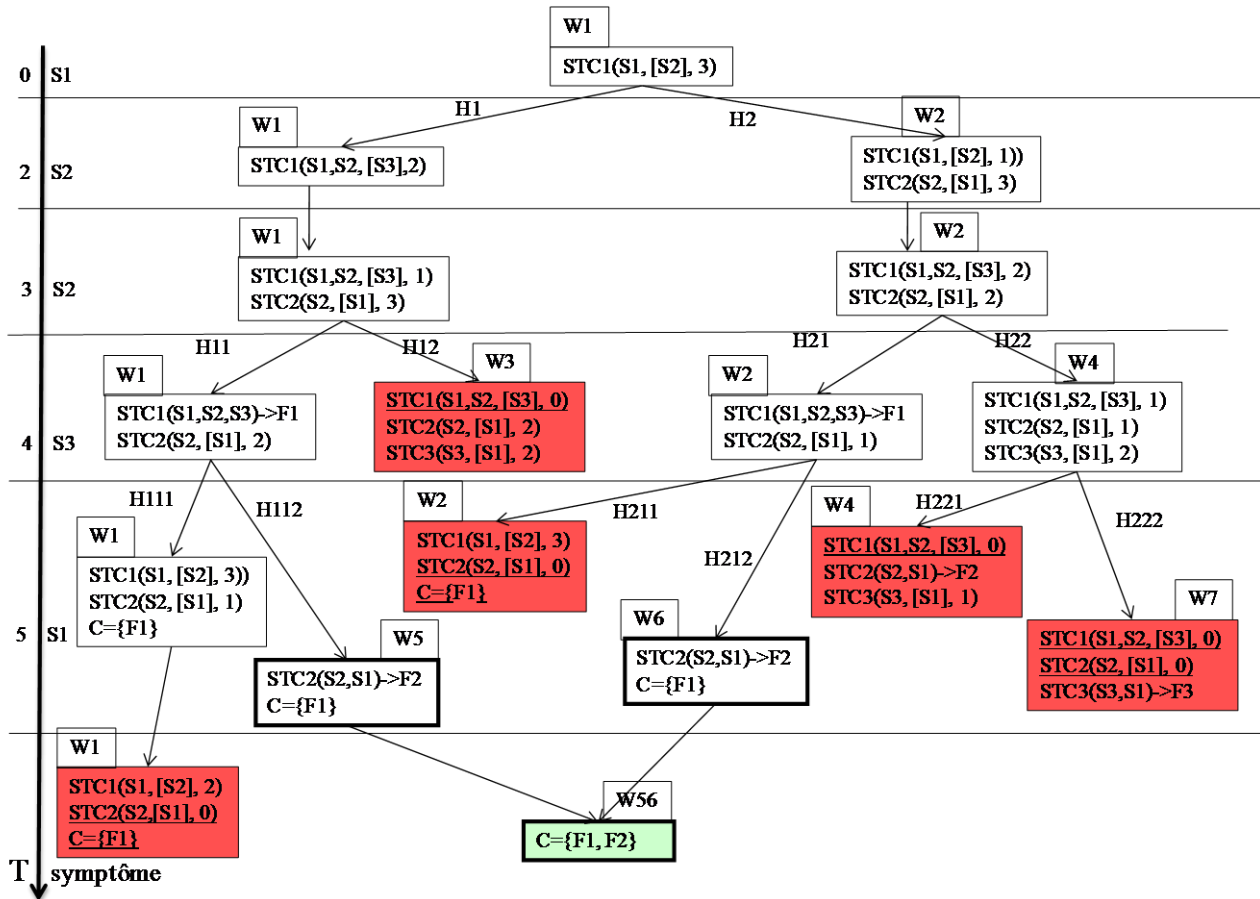 W1
0 S1
STC1(S1, [S2], 3)
H1
H2
W1
W2
2 S2
STC1(S1,S2, [S3],2)
STC1(S1, [S2], 1))
STC2(S2, [S1], 3)
W1
W2
3 S2
STC1(S1,S2, [S3], 1)
STC2(S2, [S1], 3)
STC1(S1,S2, [S3], 2)
STC2(S2, [S1], 2)
H11
H12
H21
H22
W1
W3
W2
W4
4 S3
STC1(S1,S2,S3)->F1
STC2(S2, [S1], 2)
STC1(S1,S2, [S3], 0)
STC2(S2, [S1], 2)
STC3(S3, [S1], 2)
STC1(S1,S2,S3)->F1
STC2(S2, [S1], 1)
STC1(S1,S2, [S3], 1)
STC2(S2, [S1], 1)
STC3(S3, [S1], 2)
H111
H112
H211
H212
H221
H222
W1
W2
W4
5 S1
STC1(S1, [S2], 3))
STC2(S2, [S1], 1)
C={F1}
STC1(S1, [S2], 3)
STC2(S2, [S1], 0)
C={F1}
STC1(S1,S2, [S3], 0)
STC2(S2,S1)->F2
STC3(S3, [S1], 1)
W5
STC2(S2,S1)->F2
C={F1}
W6
STC2(S2,S1)->F2
C={F1}
W7
STC1(S1,S2, [S3], 0)
STC2(S2, [S1], 0)
STC3(S3,S1)->F3
W1
STC1(S1, [S2], 2)
STC2(S2,[S1], 0)
C={F1}
W56
C={F1, F2}
T symptôme